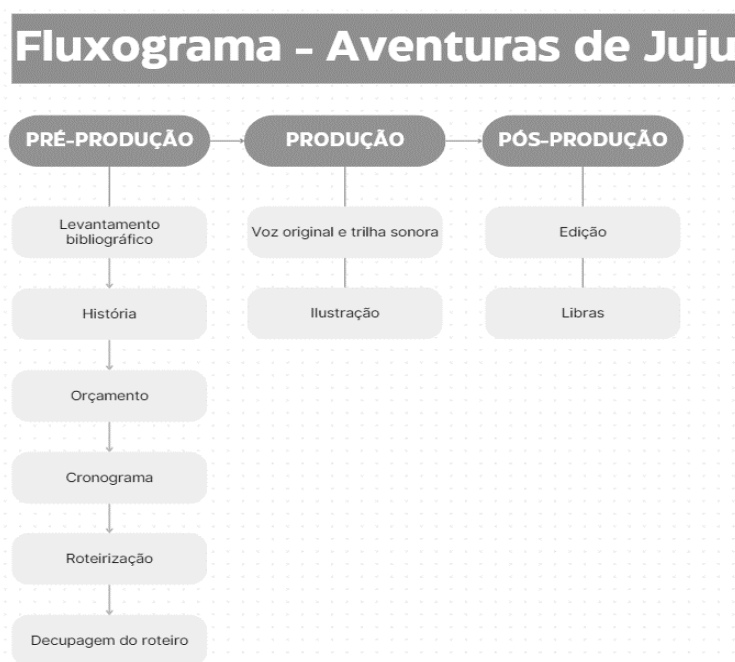 Fluxograma - Aventuras de Juju
PRÉ-PRODUÇÃO
PRODUÇÃO
PÓS-PRODUÇÃO
Levantamento
bibliográfico
História
Orçamento
Cronograma
Roteirização
Decupagem do roteiro
Voz original e trilha sonora
Ilustração
Edição
Libras